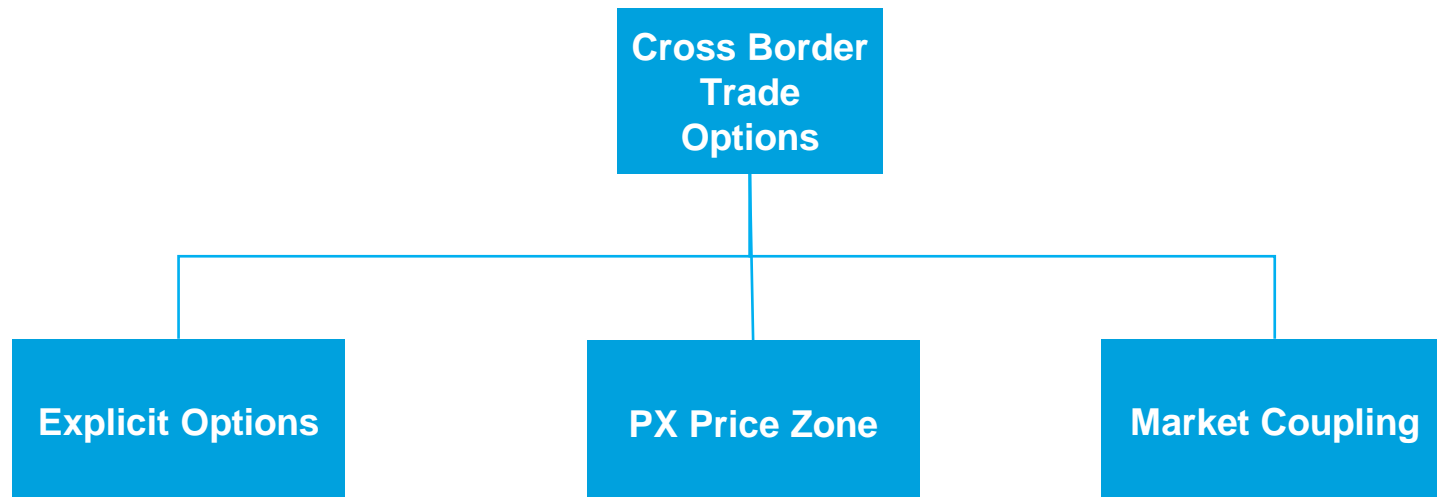 Cross Border
Trade
Options
Explicit Options
PX Price Zone
Market Coupling